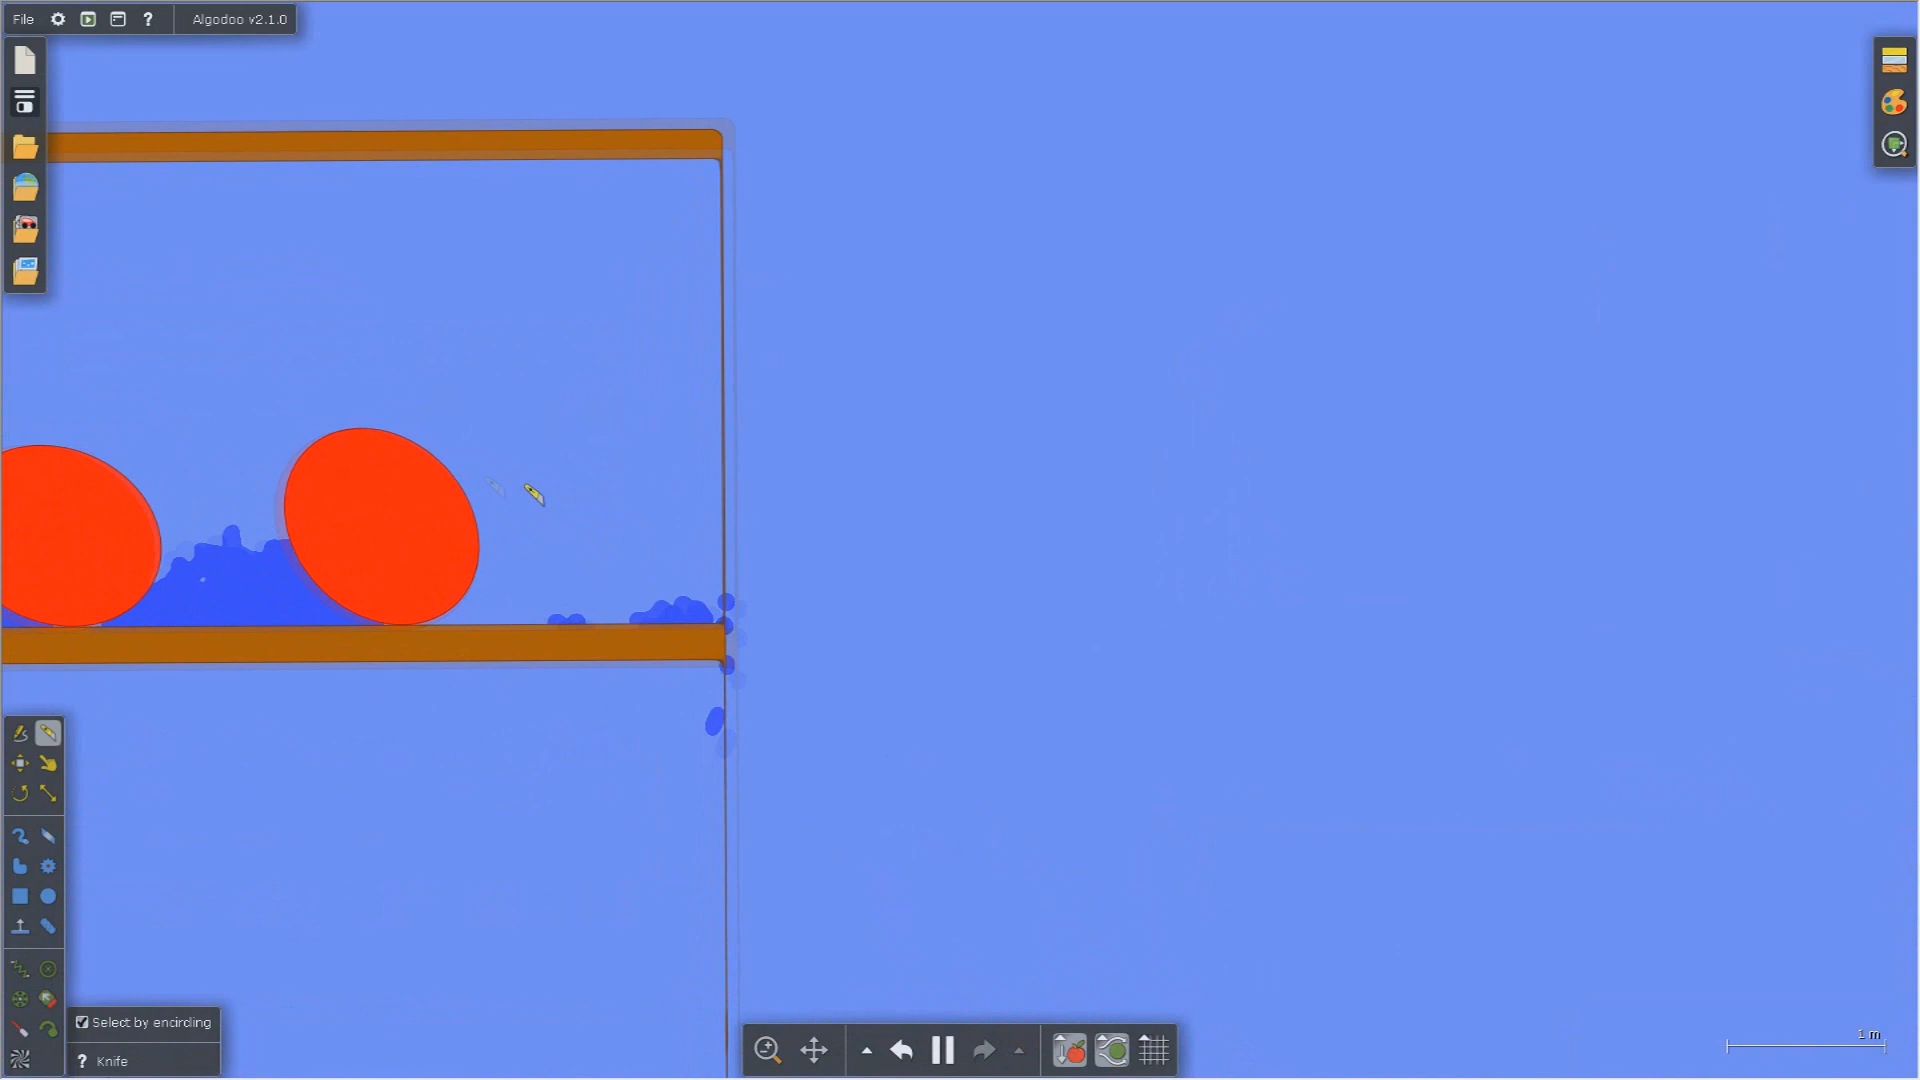 File ? Algodoo v2.1.0
Select by encircling
? Knife
1 m